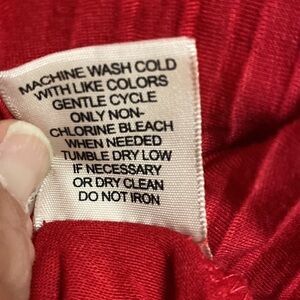 MACHINE WASH COLD
WITH LIKE COLORS
GENTLE CYCLE
ONLY NON-
CHLORINE BLEACH
WHEN NEEDED
TUMBLE DRY LOW
IF NECESSARY
OR DRY CLEAN
DO NOT IRON